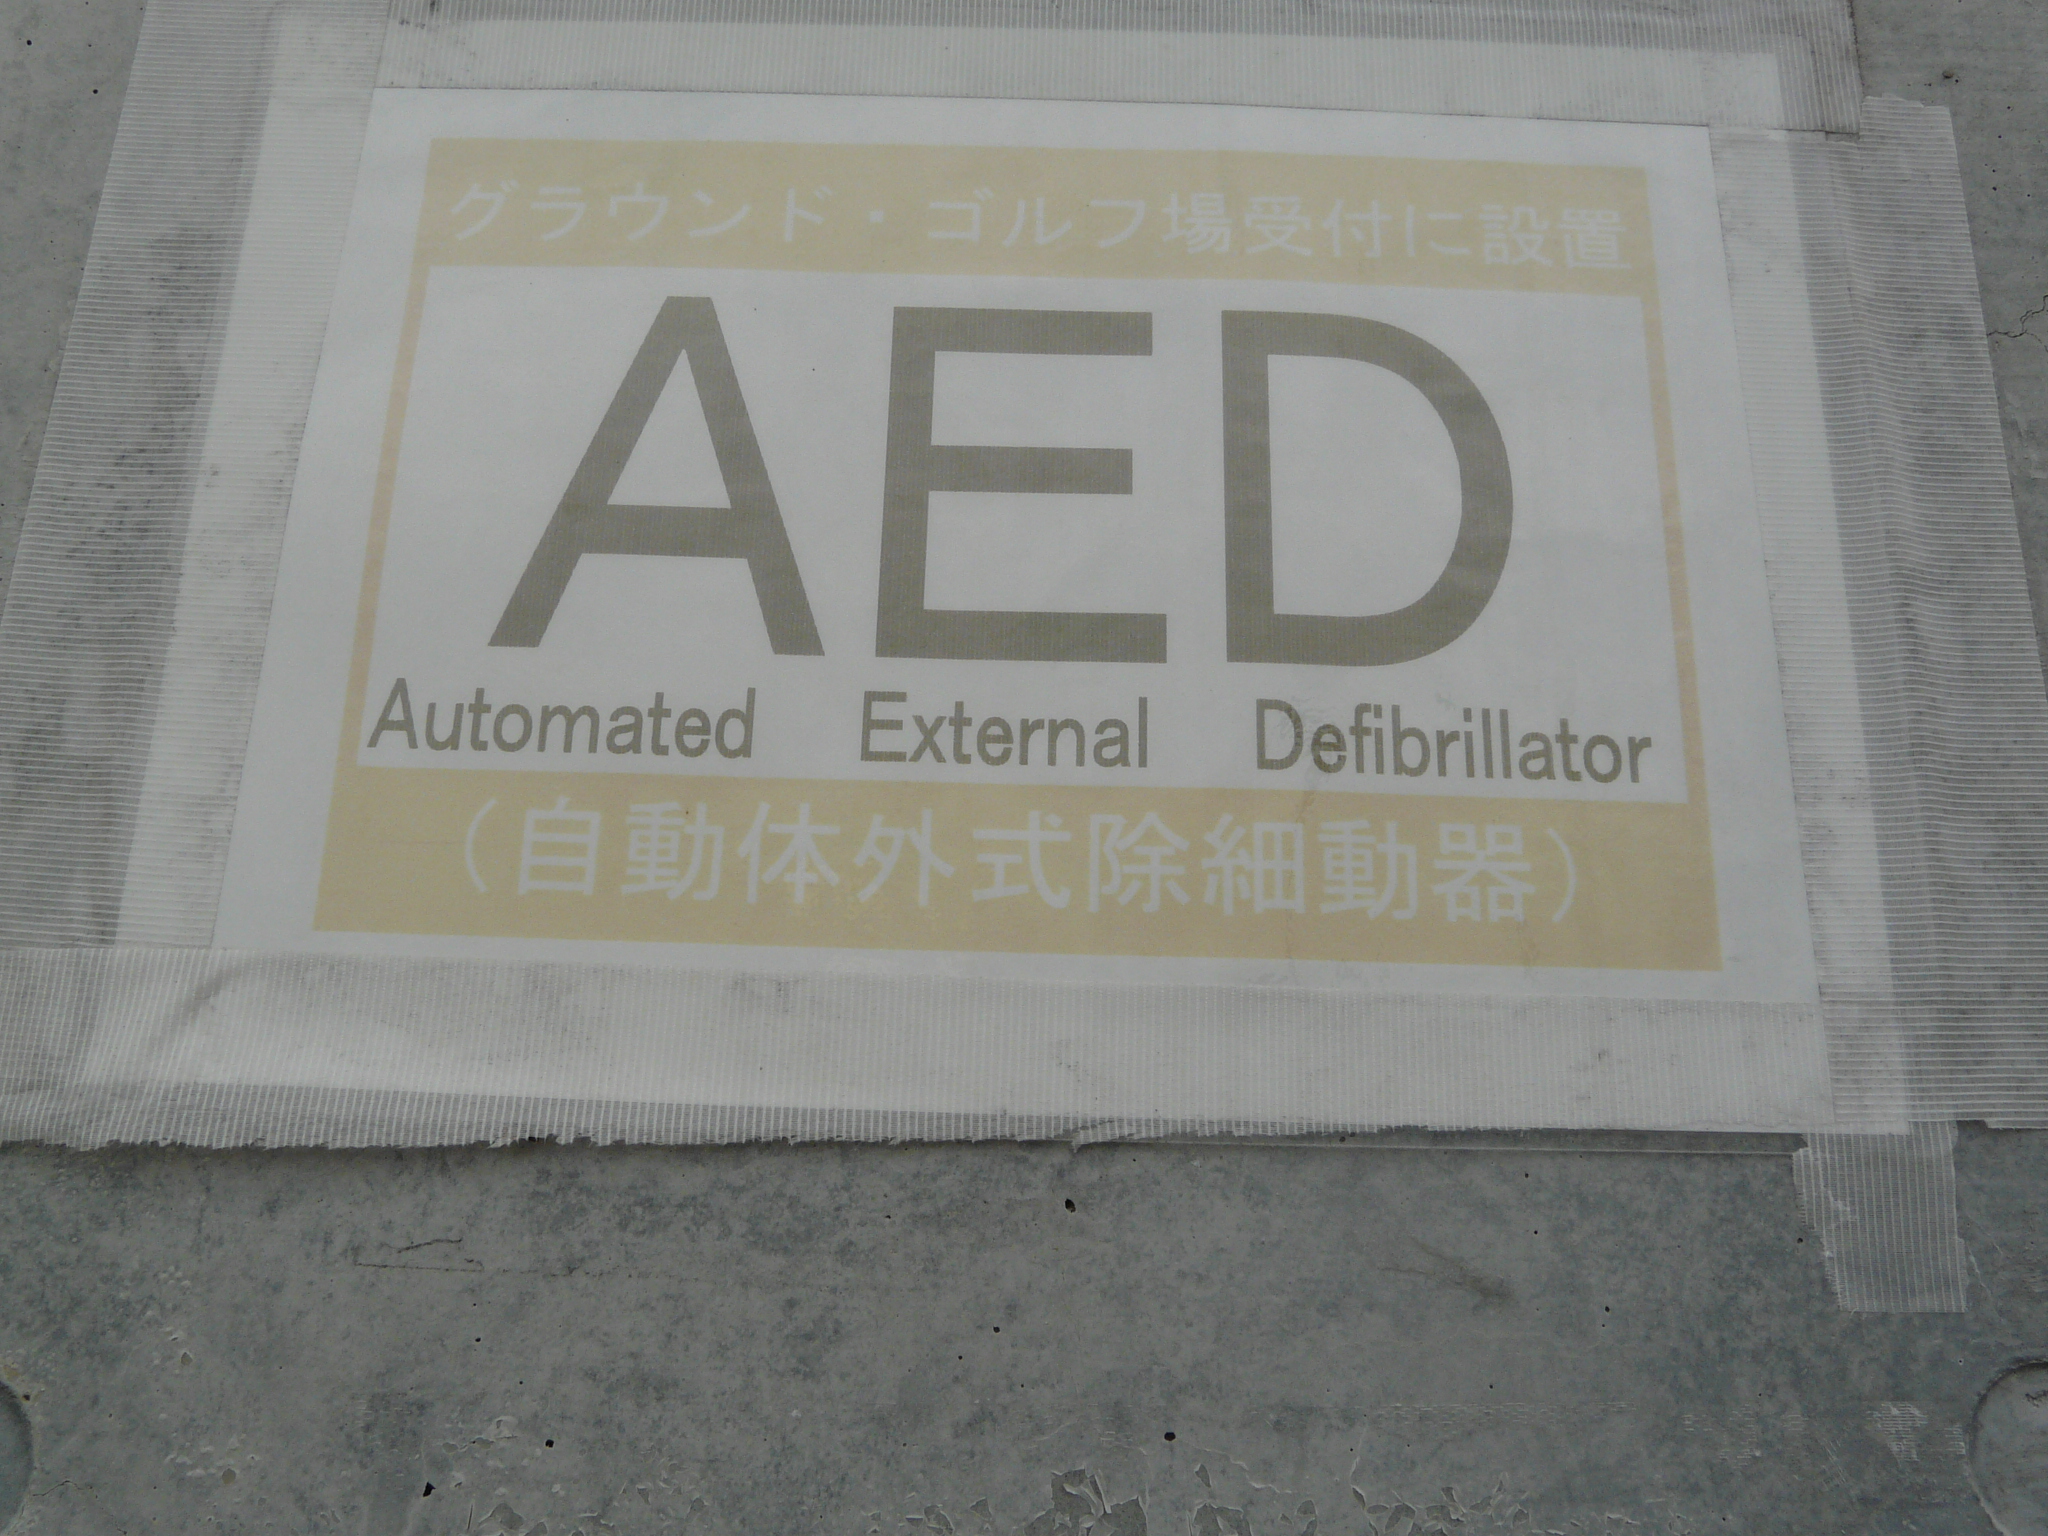 グラウンド・ゴルフ場受付に設置
AED
Automated External Defibrillator
（自動体外式除細動器）